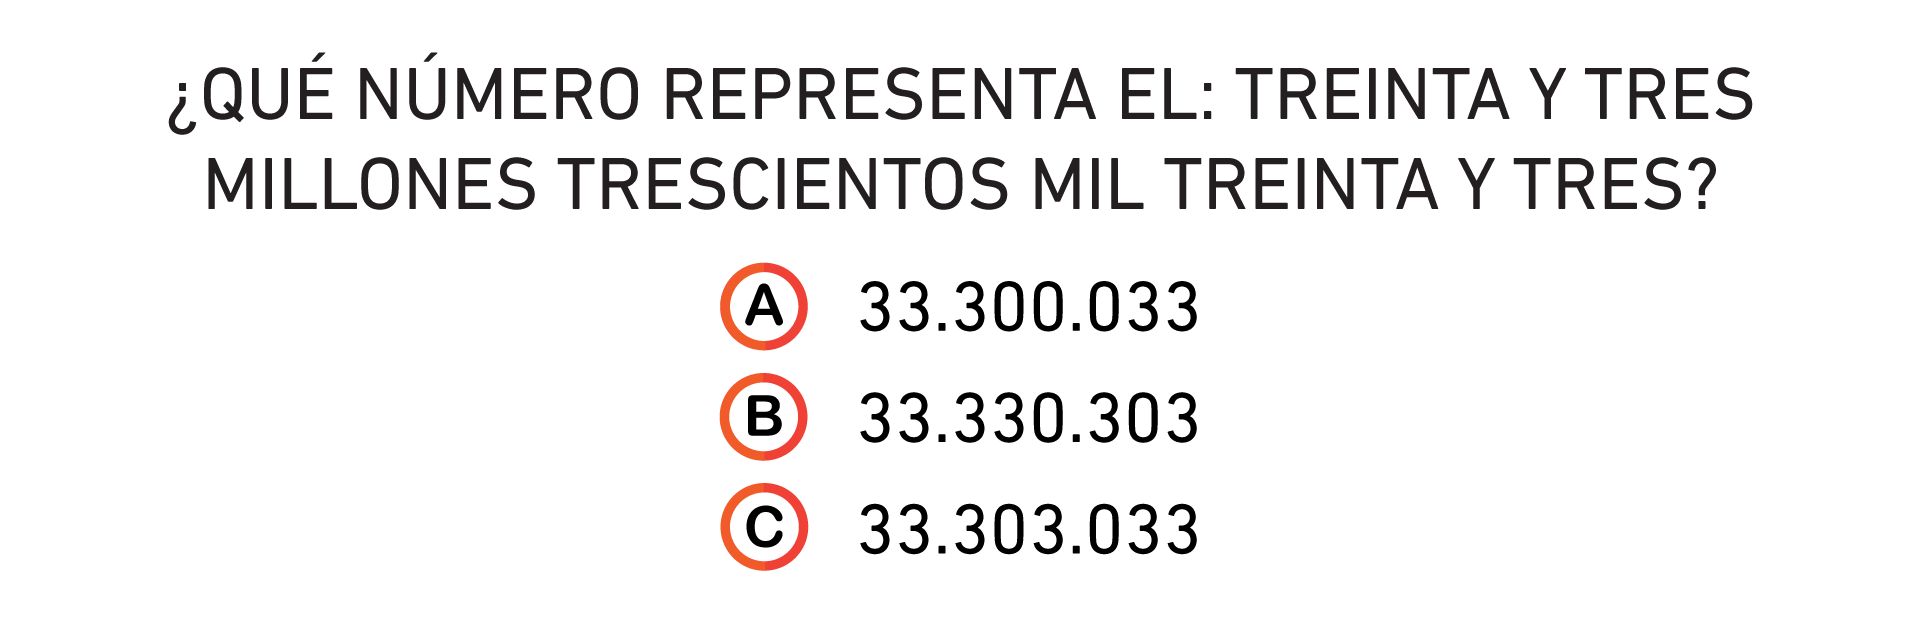 ¿QUÉ NÚMERO REPRESENTA EL: TREINTA Y TRES
MILLONES TRESCIENTOS MIL TREINTA Y TRES?
A 33.300.033
B 33.330.303
C 33.303.033